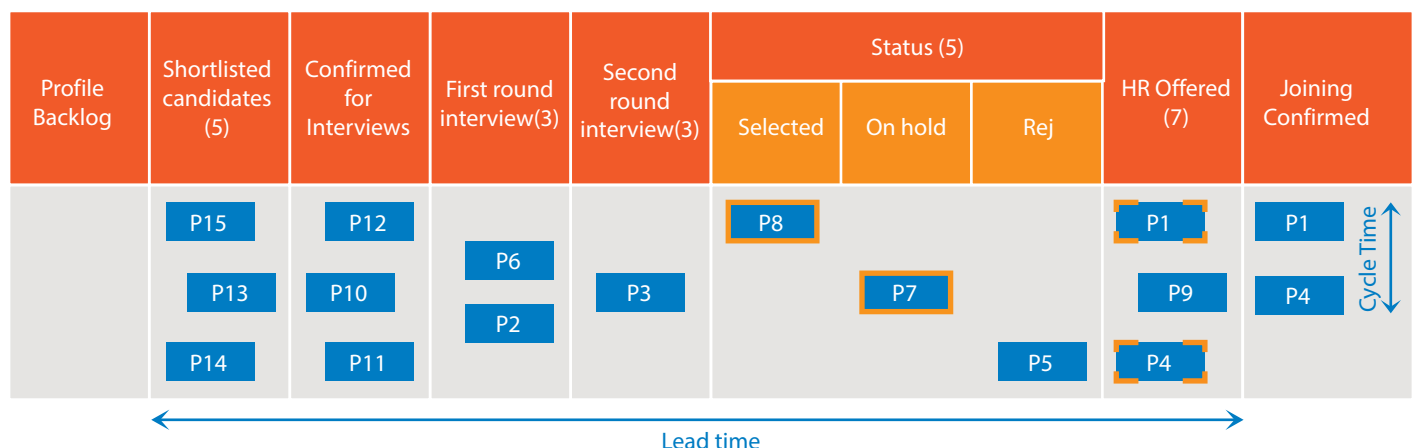 Profile
Backlog
Shortlisted
candidates
(5)
Confirmed
for
Interviews
First round
interview(3)
Second
round
interview(3)
Status (5)
Selected
On hold
Rej
HR Offered
(7)
Joining
Confirmed
P15
P13
P14
P12
P10
P11
P6
P2
P3
P8
P7
P5
P1
P9
P4
P1
P4
Cycle Time
Lead time